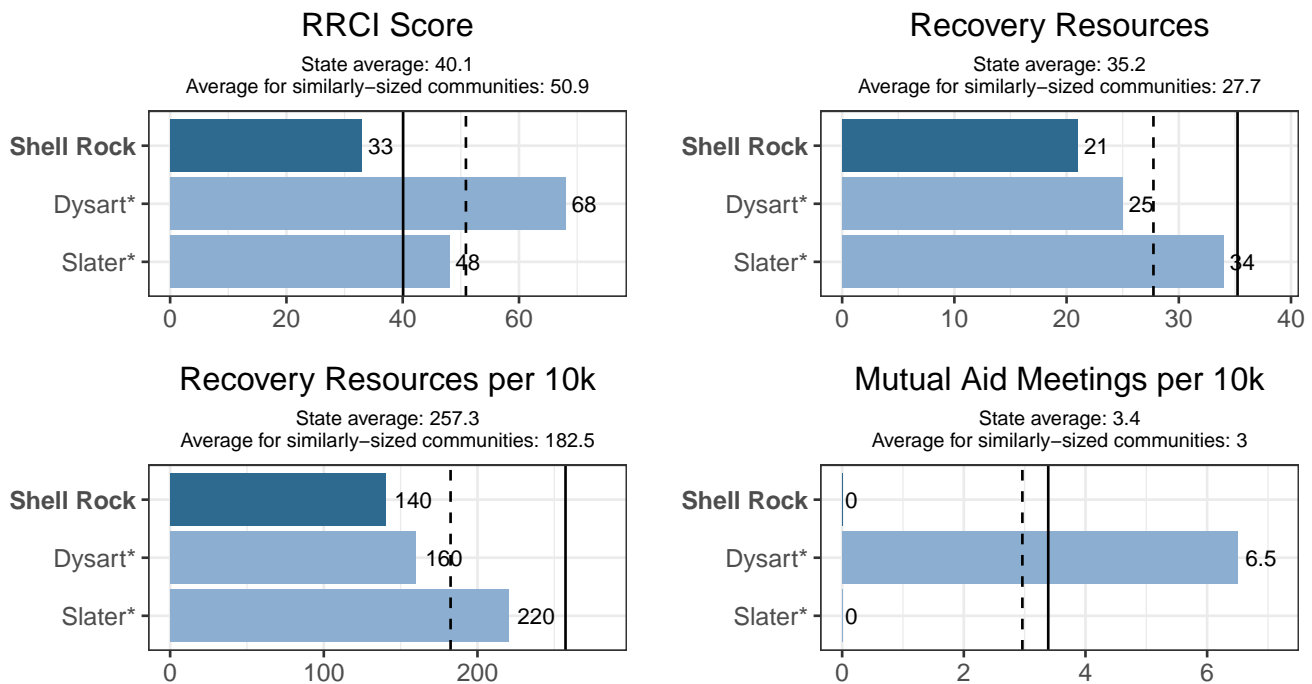 RRCI Score
State average: 40.1
Average for similarly−sized communities: 50.9
Shell Rock
33
Dysart*
68
Slater*
48
0 20 40 60
Recovery Resources
State average: 35.2
Average for similarly−sized communities: 27.7
Shell Rock
21
Dysart*
25
Slater*
34
0 10 20 30 40
Recovery Resources per 10k
State average: 257.3
Average for similarly−sized communities: 182.5
Shell Rock
140
Dysart*
160
Slater*
220
0 100 200
Mutual Aid Meetings per 10k
State average: 3.4
Average for similarly−sized communities: 3
Shell Rock
0
Dysart*
6.5
Slater*
0
0 2 4 6